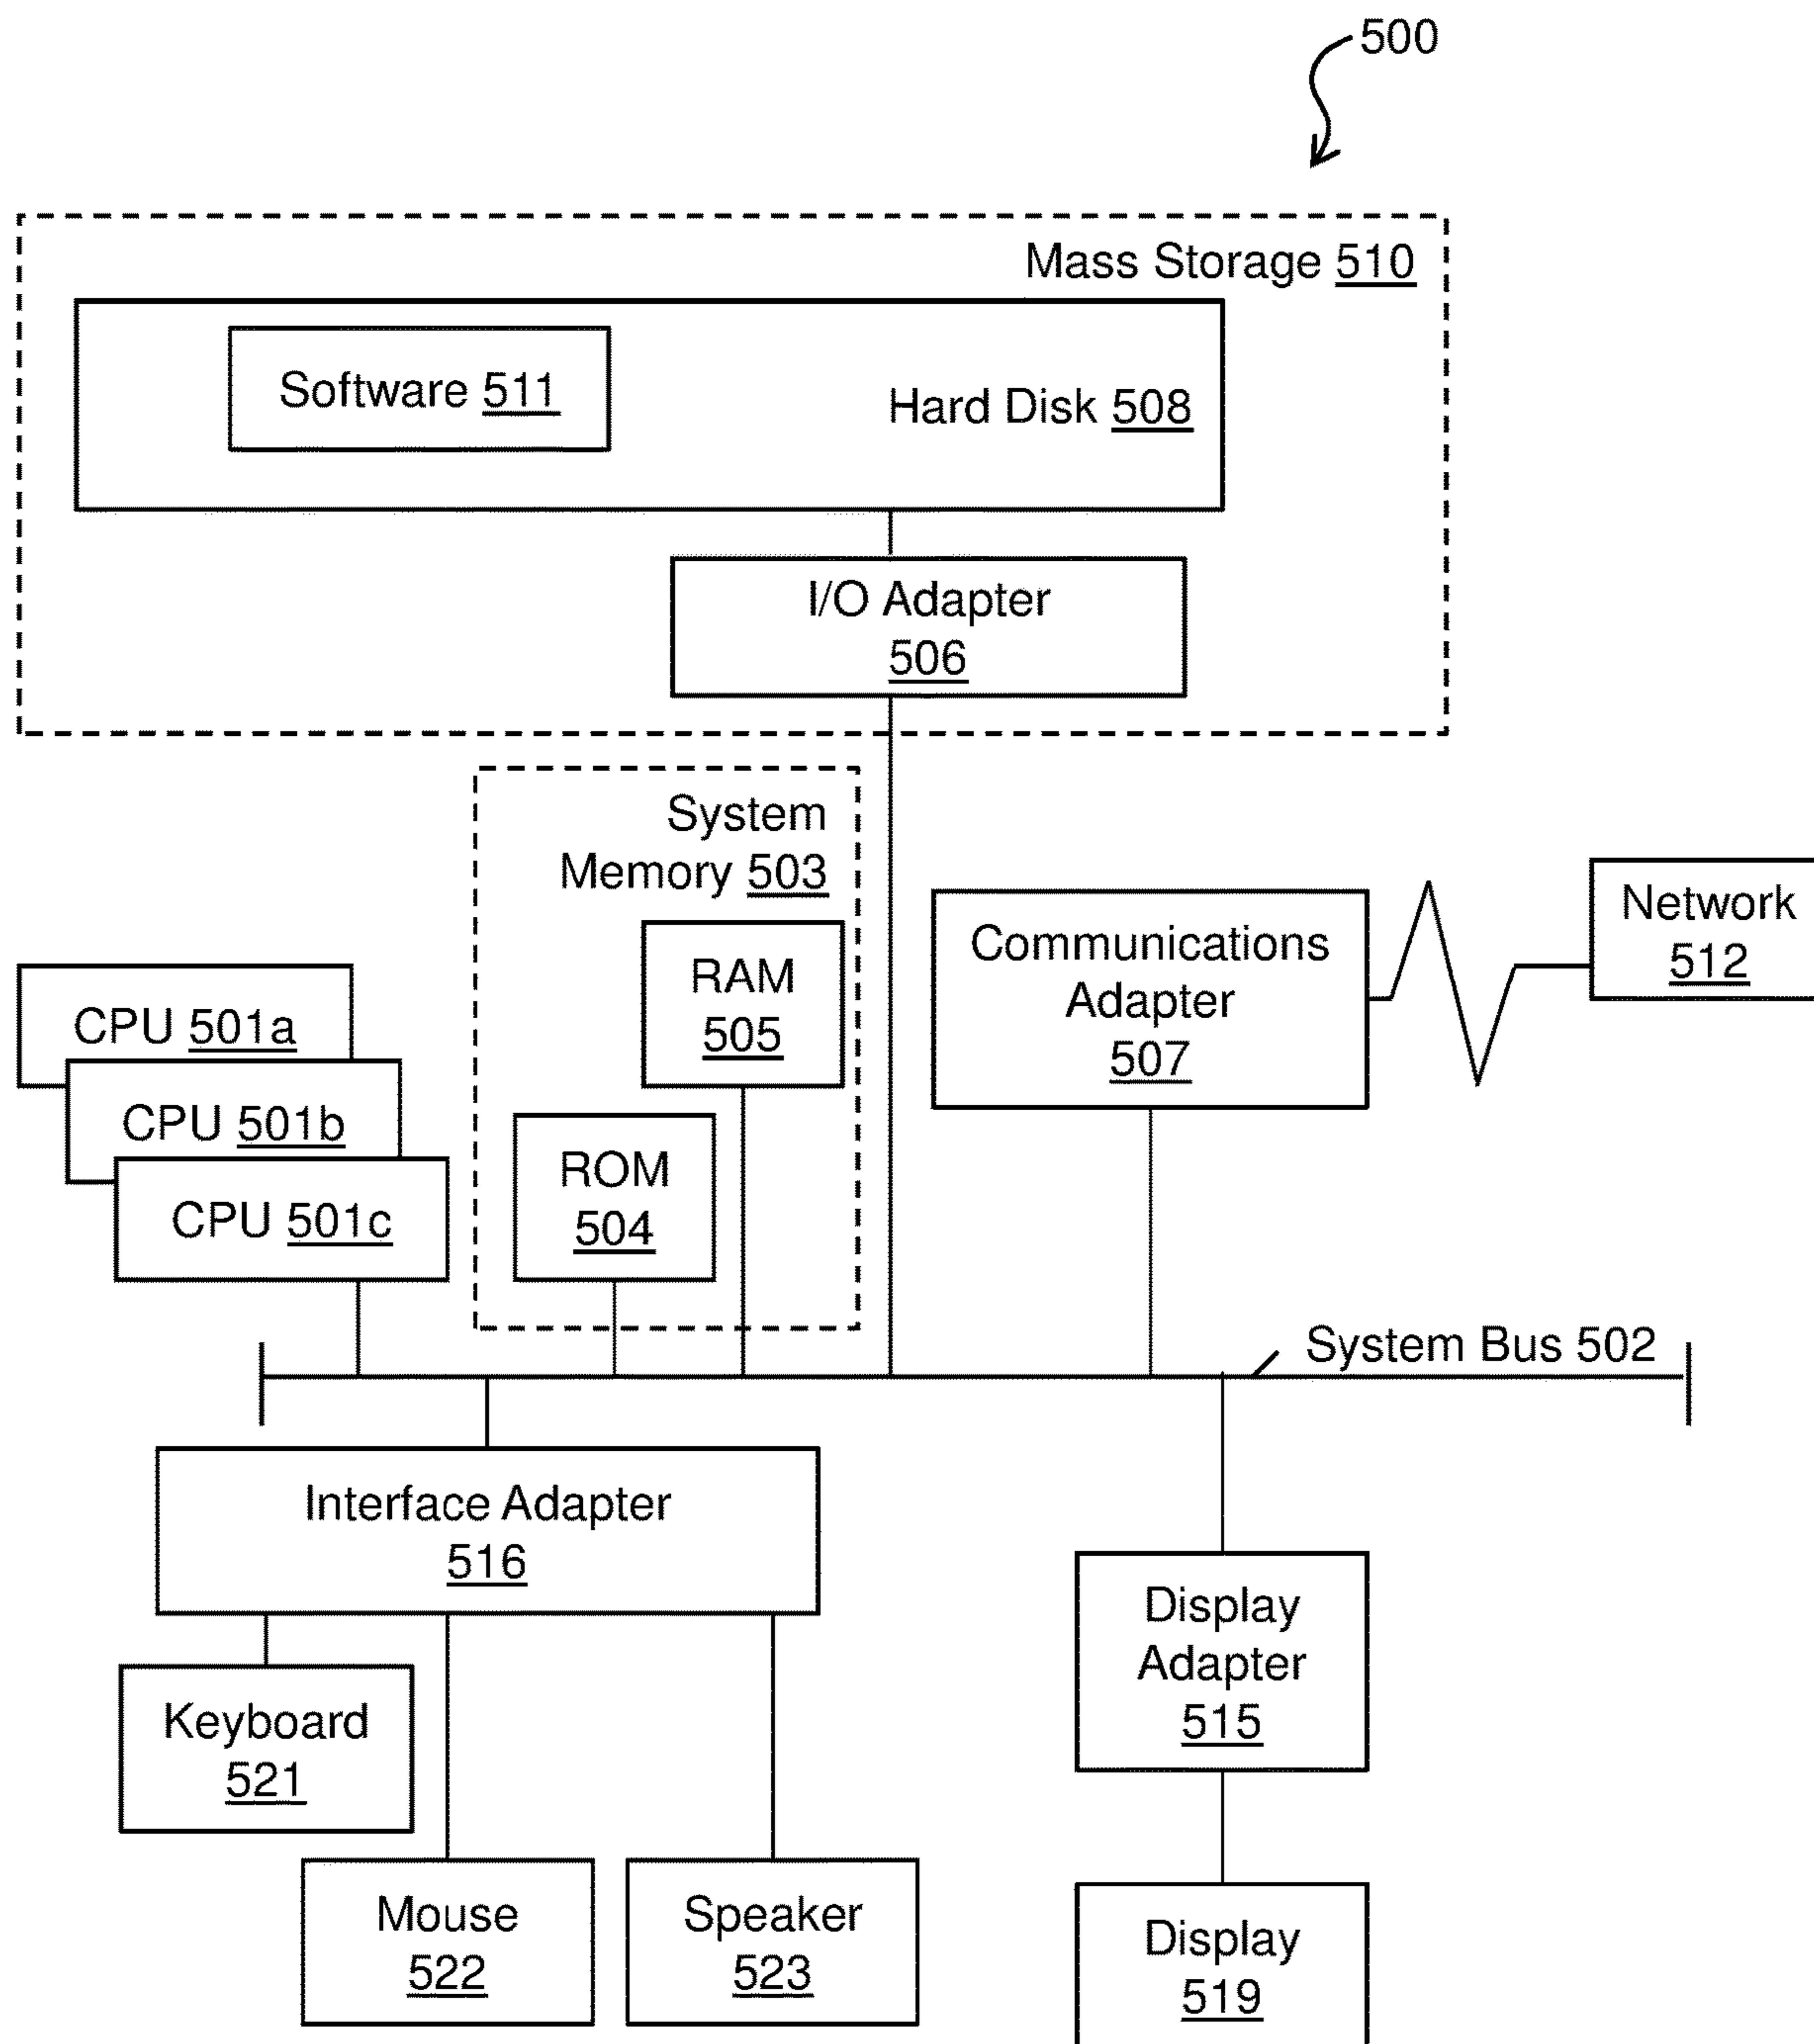 500
Mass Storage 510
Software 511
Hard Disk 508
I/O Adapter
506
System
Memory 503
RAM
505
ROM
504
Communications
Adapter
507
Network
512
CPU 501a
CPU 501b
CPU 501c
System Bus 502
Interface Adapter
516
Keyboard
521
Mouse
522
Speaker
523
Display
Adapter
515
Display
519